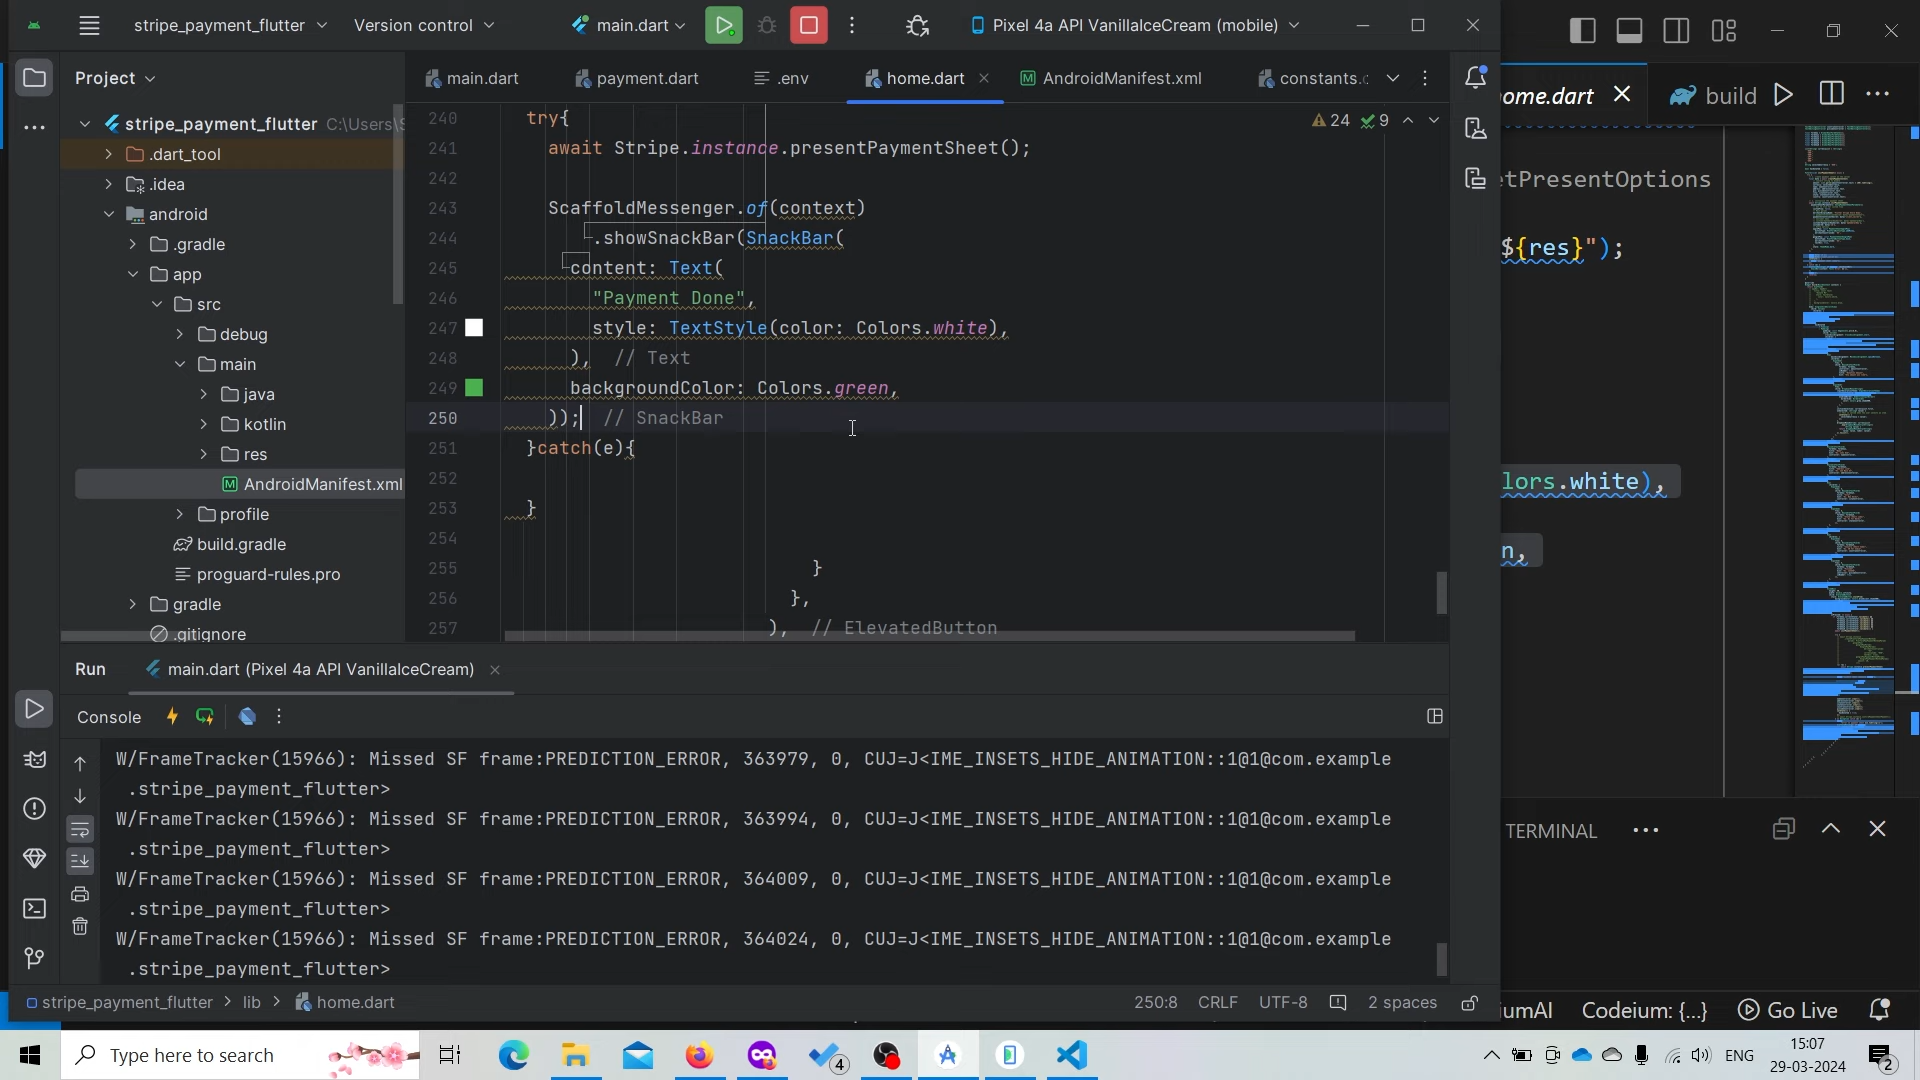 stripe_payment_flutter
Version control
main.dart
Pixel 4a API VanillaIceCream (mobile)
Project
main.dart
payment.dart
.env
home.dart
AndroidManifest.xml
constants.
stripe_payment_flutter C:\Users\S
.dart_tool
.idea
android
.gradle
app
src
debug
main
java
kotlin
res
AndroidManifest.xml
profile
build.gradle
proguard-rules.pro
gradle
.gitignore
24 9
240 try{
241 await Stripe.instance.presentPaymentSheet();
242
243 ScaffoldMessenger.of(context)
244 .showSnackBar(SnackBar(
245 content: Text(
246 "Payment Done",
247 style: TextStyle(color: Colors.white),
248 ), // Text
249 backgroundColor: Colors.green,
250 )); // SnackBar
251 }catch(e){
252
253 }
254
255 }
256 },
257 ), // ElevatedButton
ome.dart
build
etPresentOptions
${res}");
lors.white),
n,
Run
main.dart (Pixel 4a API VanillaIceCream)
Console
W/FrameTracker(15966): Missed SF frame:PREDICTION_ERROR, 363979, 0, CUJ=J<IME_INSETS_HIDE_ANIMATION::1@1@com.example
.stripe_payment_flutter>
W/FrameTracker(15966): Missed SF frame:PREDICTION_ERROR, 363994, 0, CUJ=J<IME_INSETS_HIDE_ANIMATION::1@1@com.example
.stripe_payment_flutter>
W/FrameTracker(15966): Missed SF frame:PREDICTION_ERROR, 364009, 0, CUJ=J<IME_INSETS_HIDE_ANIMATION::1@1@com.example
.stripe_payment_flutter>
W/FrameTracker(15966): Missed SF frame:PREDICTION_ERROR, 364024, 0, CUJ=J<IME_INSETS_HIDE_ANIMATION::1@1@com.example
.stripe_payment_flutter>
TERMINAL
stripe_payment_flutter > lib > home.dart
250:8 CRLF UTF-8 2 spaces
iumAI Codeium: {...} Go Live
Type here to search
4
ENG
15:07
29-03-2024
2